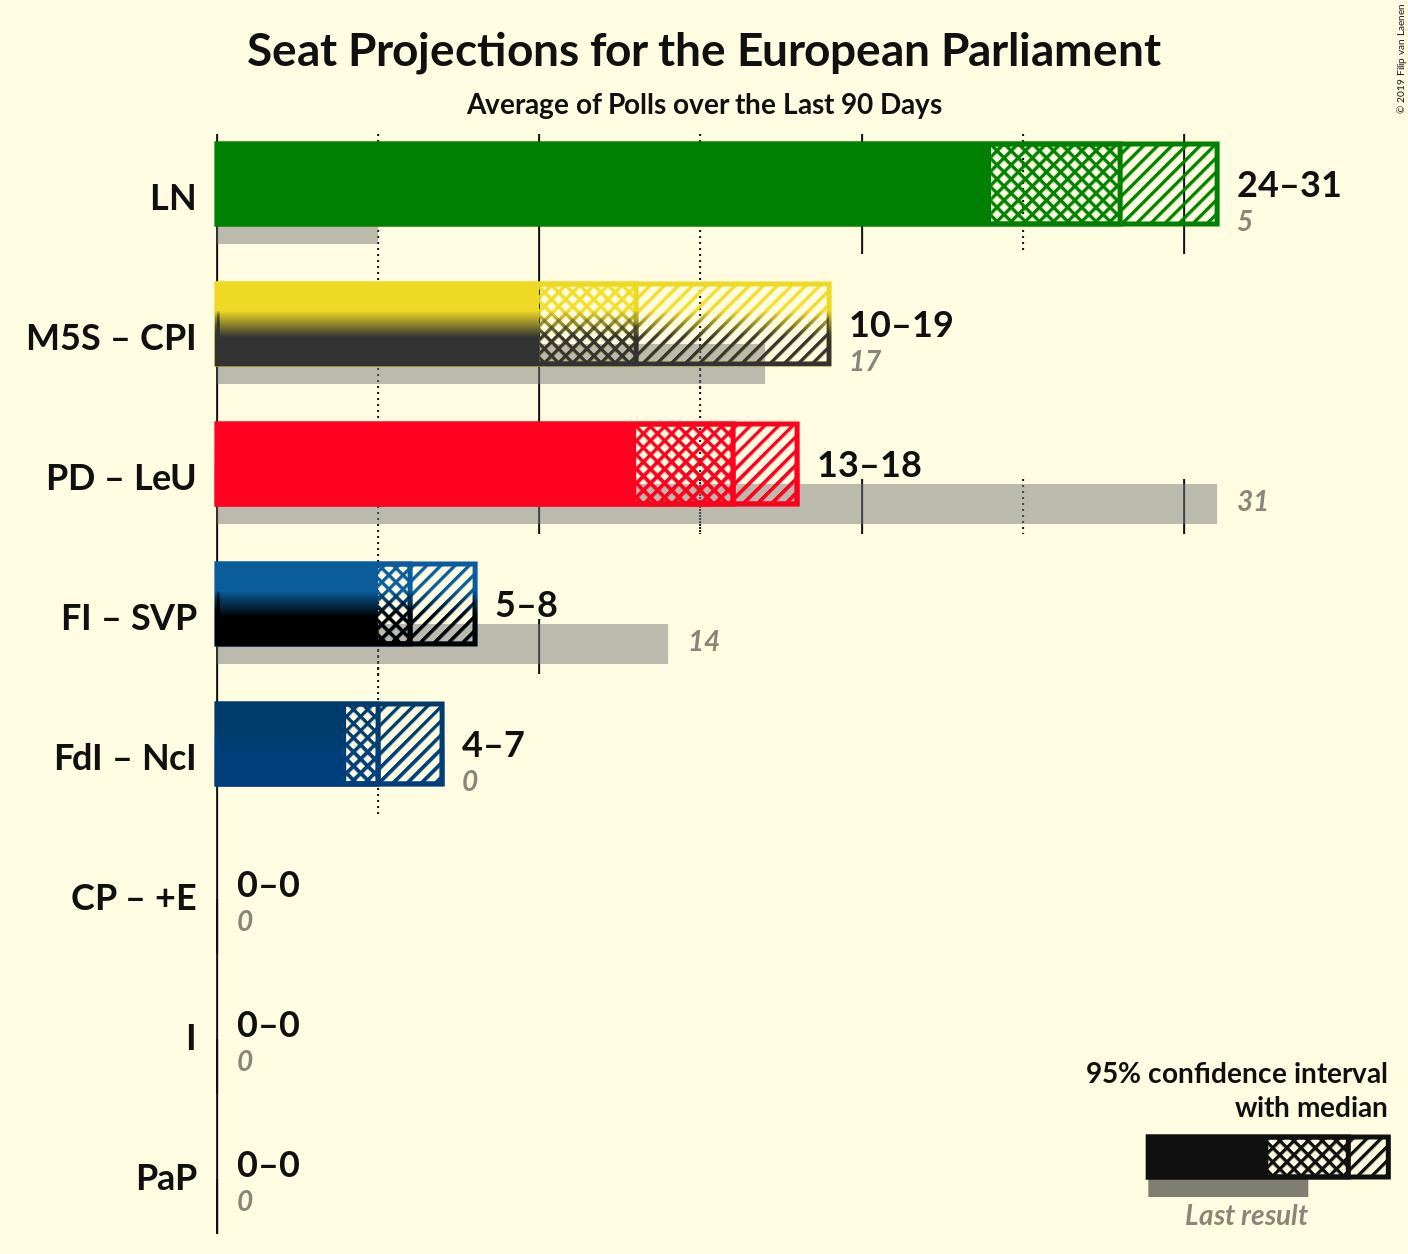 Seat Projections for the European Parliament
Average of Polls over the Last 90 Days
© 2019 Filip van Laenen
LN
24–31
5
M5S – CPI
10–19
17
PD – LeU
13–18
31
FI – SVP
5–8
14
FdI – NcI
4–7
0
CP – +E
0–0
0
I
0–0
0
PaP
0–0
0
95% confidence interval
with median
Last result